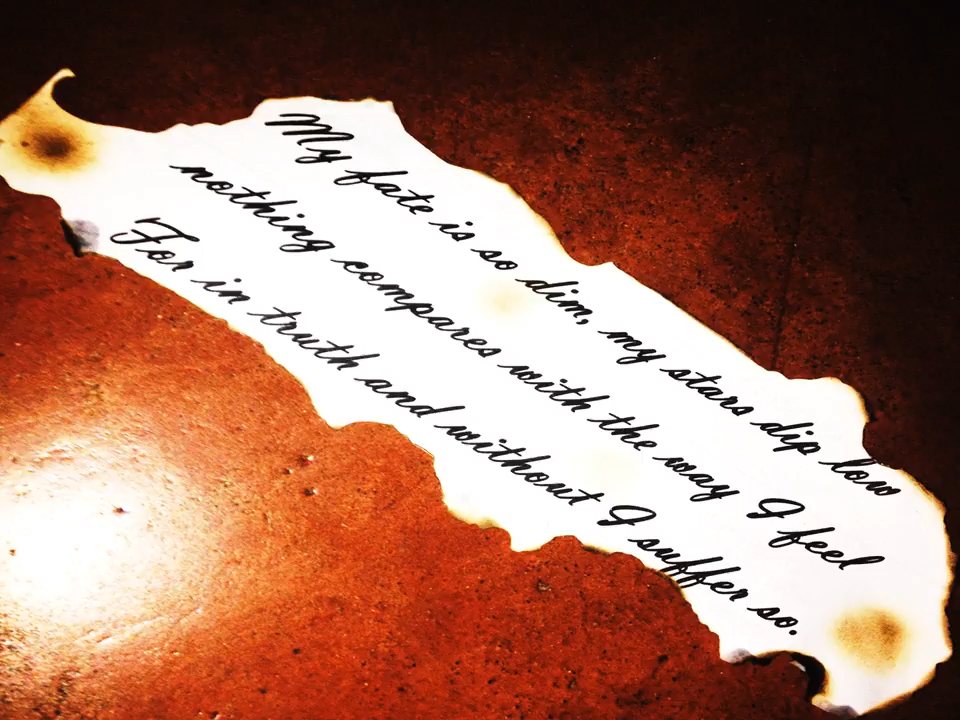 My fate is so dim, my stars dip low
nothing compares with the way I feel
For in truth and without I suffer so.